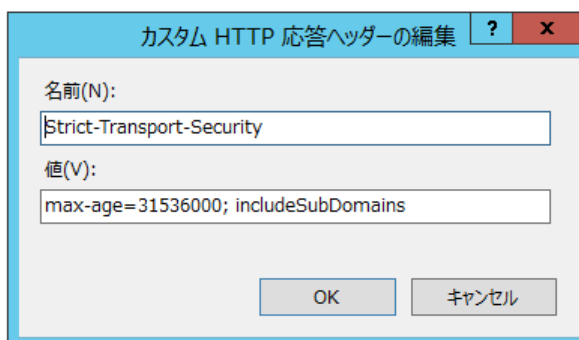 カスタム HTTP 応答ヘッダーの編集
?
x
名前(N):
Strict-Transport-Security
値(V):
max-age=31536000; includeSubDomains
OK
キャンセル